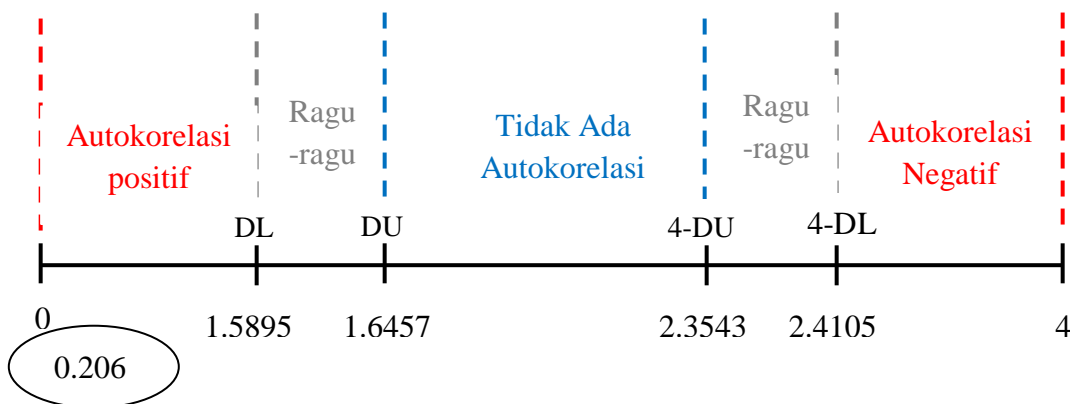 Autokorelasi
positif
Ragu
-ragu
Tidak Ada
Autokorelasi
Ragu
-ragu
Autokorelasi
Negatif
DL DU 4-DU 4-DL
0 1.5895 1.6457 2.3543 2.4105 4
0.206